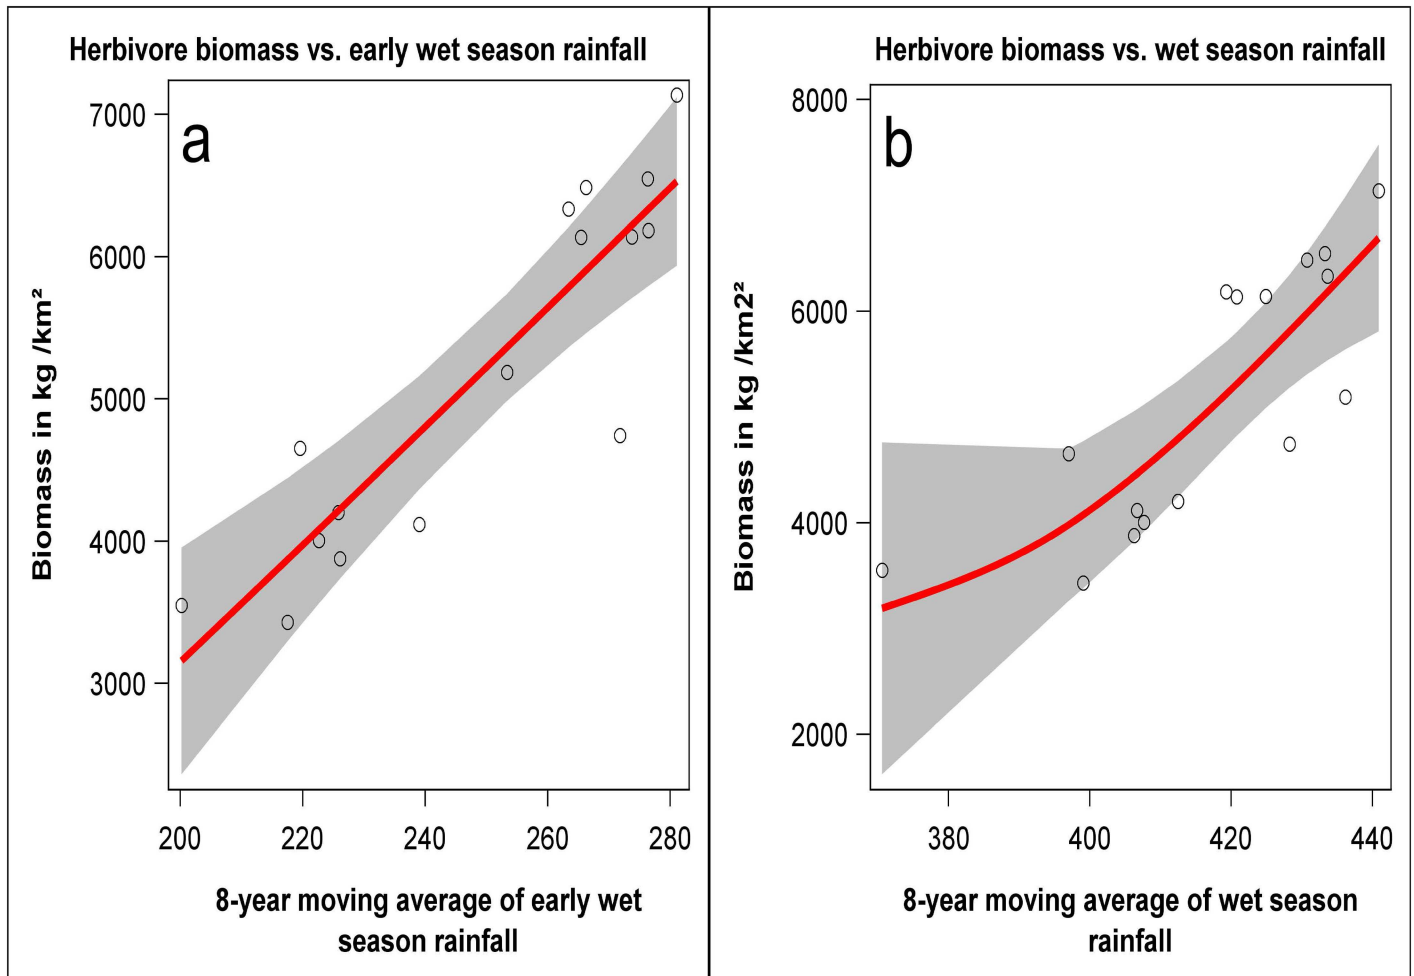 Herbivore biomass vs. early wet season rainfall
a
Biomass in kg /km²
7000
6000
5000
4000
3000
200 220 240 260 280
8-year moving average of early wet
season rainfall
Herbivore biomass vs. wet season rainfall
b
Biomass in kg /km2²
8000
6000
4000
2000
380 400 420 440
8-year moving average of wet season
rainfall